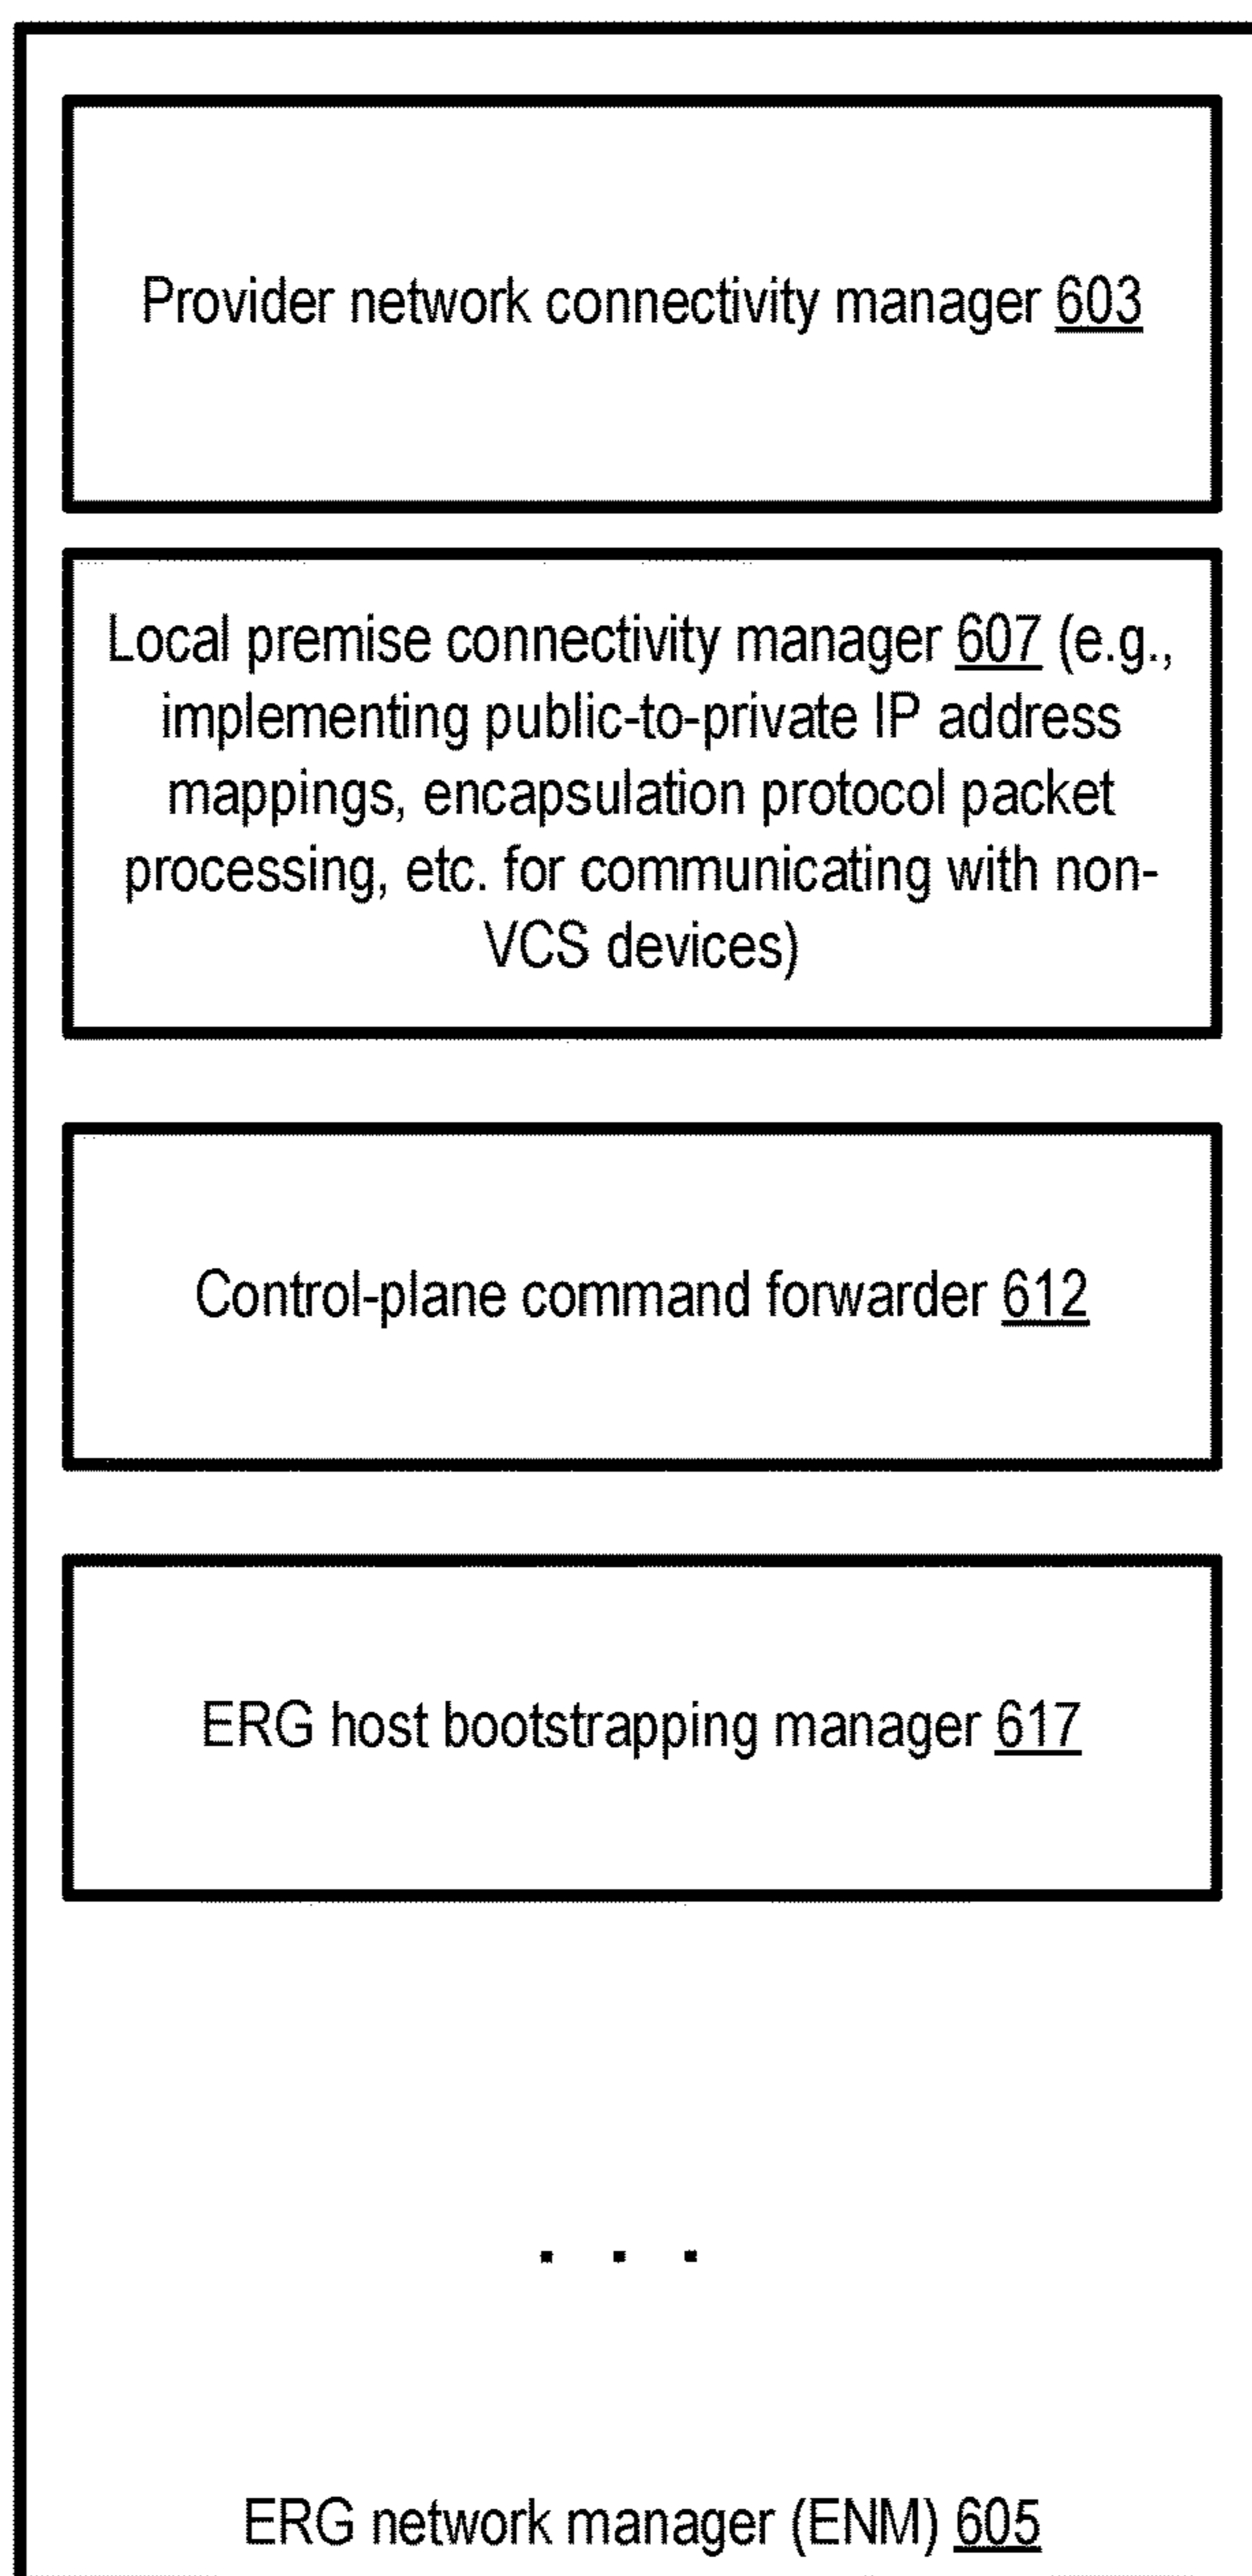 Provider network connectivity manager 603
Local premise connectivity manager 607 (e.g.,
implementing public-to-private IP address
mappings, encapsulation protocol packet
processing, etc. for communicating with non-
VCS devices)
Control-plane command forwarder 612
ERG host bootstrapping manager 617
. . .
ERG network manager (ENM) 605